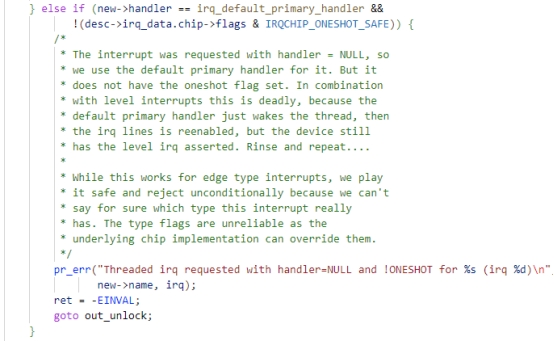 } else if (new->handler == irq_default_primary_handler &&
!(desc->irq_data.chip->flags & IRQCHIP_ONESHOT_SAFE)) {
/*
* The interrupt was requested with handler = NULL, so
* we use the default primary handler for it. But it
* does not have the oneshot flag set. In combination
* with level interrupts this is deadly, because the
* default primary handler just wakes the thread, then
* the irq lines is reenabled, but the device still
* has the level irq asserted. Rinse and repeat....
*
* While this works for edge type interrupts, we play
* it safe and reject unconditionally because we can't
* say for sure which type this interrupt really
* has. The type flags are unreliable as the
* underlying chip implementation can override them.
*/
pr_err("Threaded irq requested with handler=NULL and !ONESHOT for %s (irq %d)\n",
new->name, irq);
ret = -EINVAL;
goto out_unlock;
}